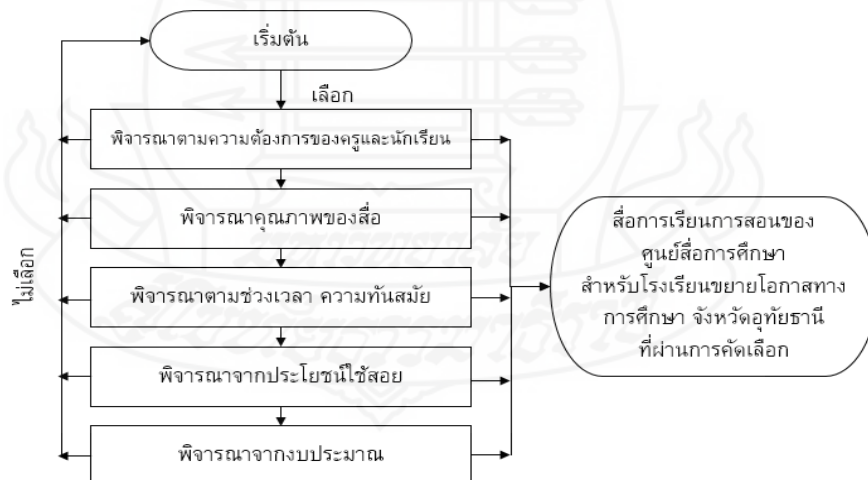 เริ่มต้น
เลือก
พิจารณาตามความต้องการของครูและนักเรียน
พิจารณาคุณภาพของสื่อ
พิจารณาตามช่วงเวลา ความทันสมัย
พิจารณาจากประโยชน์ใช้สอย
พิจารณาจากงบประมาณ
ไม่เลือก
สื่อการเรียนการสอนของ
ศูนย์สื่อการศึกษา
สำหรับโรงเรียนขยายโอกาสทาง
การศึกษา จังหวัดอุทัยธานี
ที่ผ่านการคัดเลือก